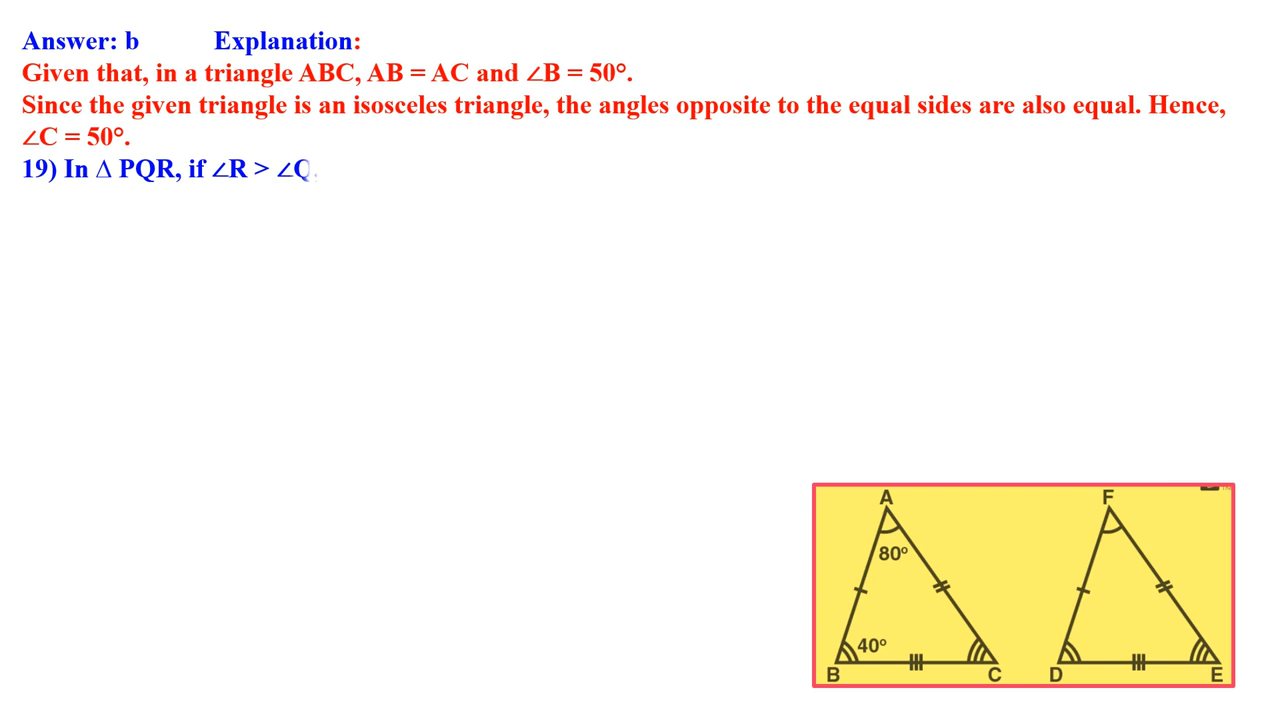 Answer: b Explanation:
Given that, in a triangle ABC, AB = AC and ∠B = 50°.
Since the given triangle is an isosceles triangle, the angles opposite to the equal sides are also equal. Hence,
∠C = 50°.
19) In Δ PQR, if ∠R > ∠Q
A F
80°
40°
B C D E